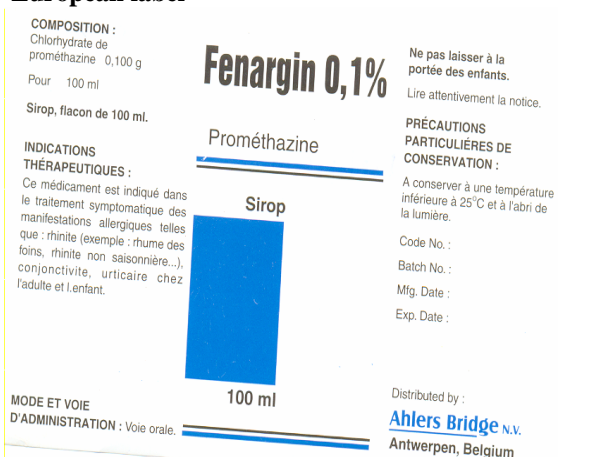 European label
COMPOSITION :
Chlorhydrate de
prométhazine 0,100 g
Pour 100 ml
Sirop, flacon de 100 ml.
INDICATIONS
THÉRAPEUTIQUES :
Ce médicament est indiqué dans
le traitement symptomatique des
manifestations allergiques telles
que : rhinite (exemple : rhume des
foins, rhinite non saisonnière...),
conjonctivite, urticaire chez
l'adulte et l.enfant.
MODE ET VOIE
D'ADMINISTRATION : Voie orale.
Fenargin 0,1%
Prométhazine
Sirop
100 ml
Ne pas laisser à la
portée des enfants.
Lire attentivement la notice.
PRÉCAUTIONS
PARTICULIÉRES DE
CONSERVATION :
A conserver à une température
inférieure à 25°C et à l'abri de
la lumière.
Code No. :
Batch No. :
Mfg. Date :
Exp. Date :
Distributed by :
Ahlers Bridge N.V.
Antwerpen, Belgium